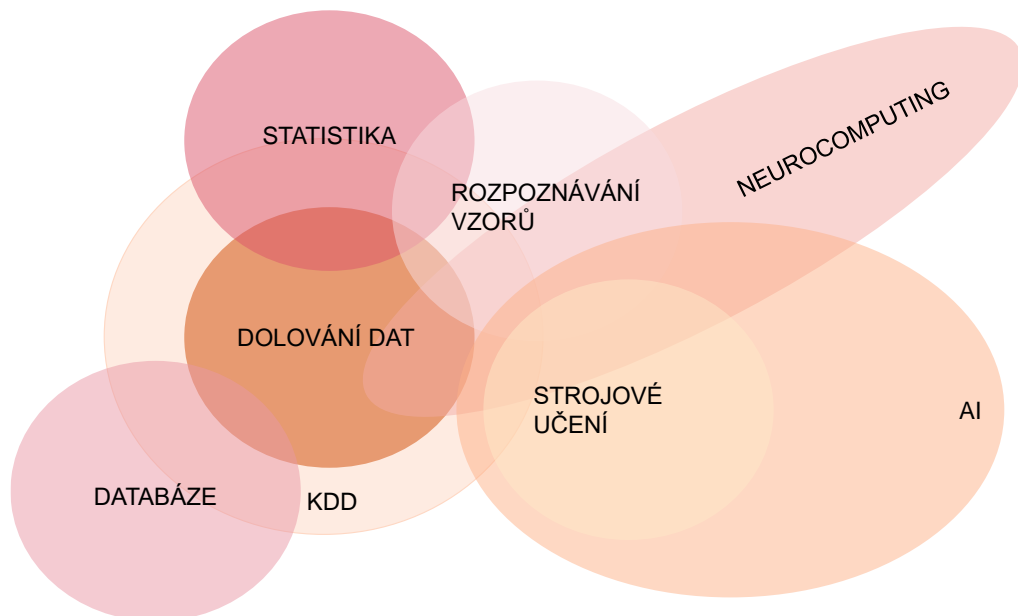 STATISTIKA
ROZPOZNÁVÁNÍ
VZORŮ
NEUROCOMPUTING
DOLOVÁNÍ DAT
STROJOVÉ
UČENÍ
AI
DATABÁZE
KDD